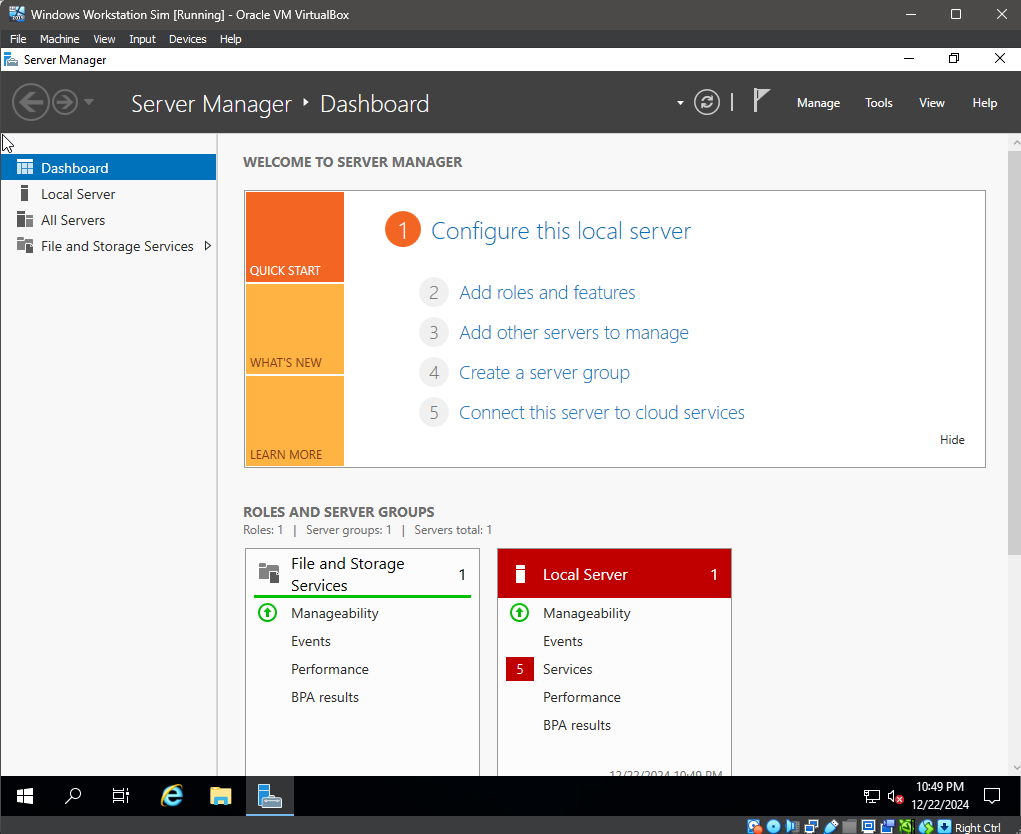 Windows Workstation Sim [Running] - Oracle VM VirtualBox
File Machine View Input Devices Help
Server Manager
Server Manager Dashboard
Manage Tools View Help
Dashboard
Local Server
All Servers
File and Storage Services
WELCOME TO SERVER MANAGER
QUICK START
WHAT'S NEW
LEARN MORE
1 Configure this local server
2 Add roles and features
3 Add other servers to manage
4 Create a server group
5 Connect this server to cloud services
Hide
ROLES AND SERVER GROUPS
Roles: 1 | Server groups: 1 | Servers total: 1
File and Storage
Services
1
Manageability
Events
Performance
BPA results
Local Server 1
Manageability
Events
5 Services
Performance
BPA results
12/22/2024 10:49 PM
10:49 PM
12/22/2024
Right Ctrl